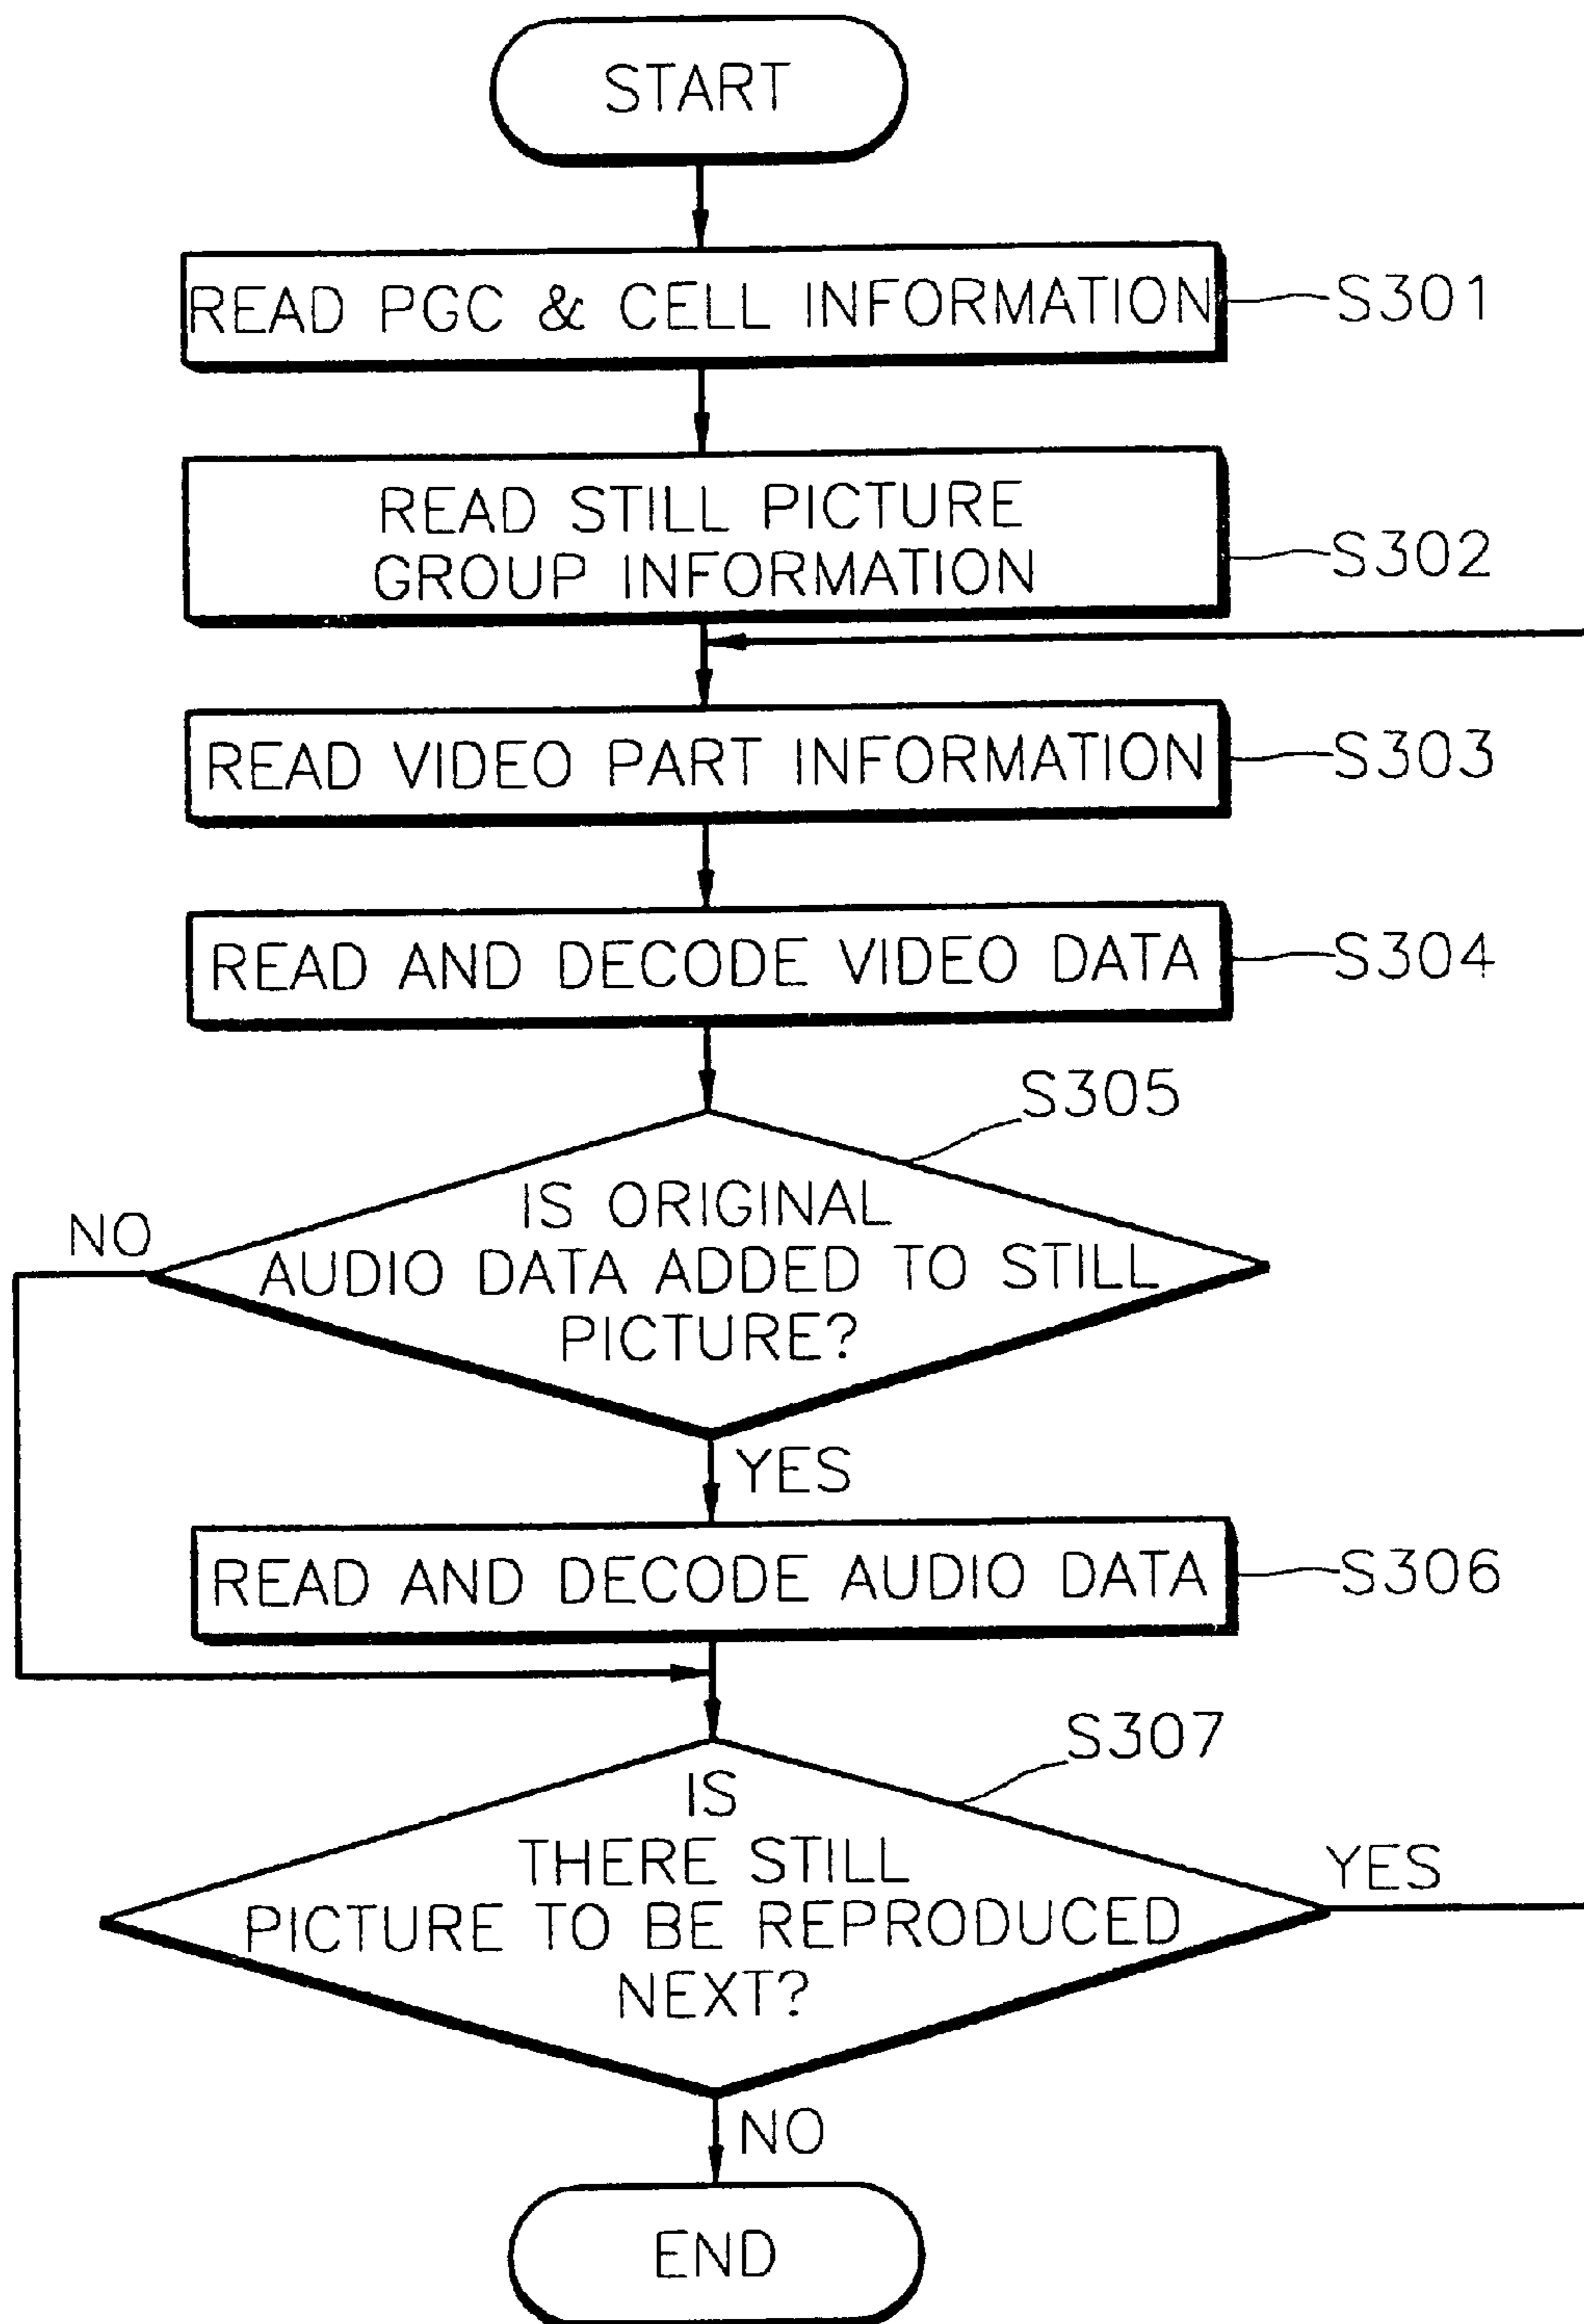 START
READ PGC & CELL INFORMATION
S301
READ STILL PICTURE
GROUP INFORMATION
S302
READ VIDEO PART INFORMATION
S303
READ AND DECODE VIDEO DATA
S304
S305
IS ORIGINAL
NO
AUDIO DATA ADDED TO STILL
PICTURE?
YES
READ AND DECODE AUDIO DATA
S306
S307
IS
THERE STILL
YES
PICTURE TO BE REPRODUCED
NEXT?
NO
END